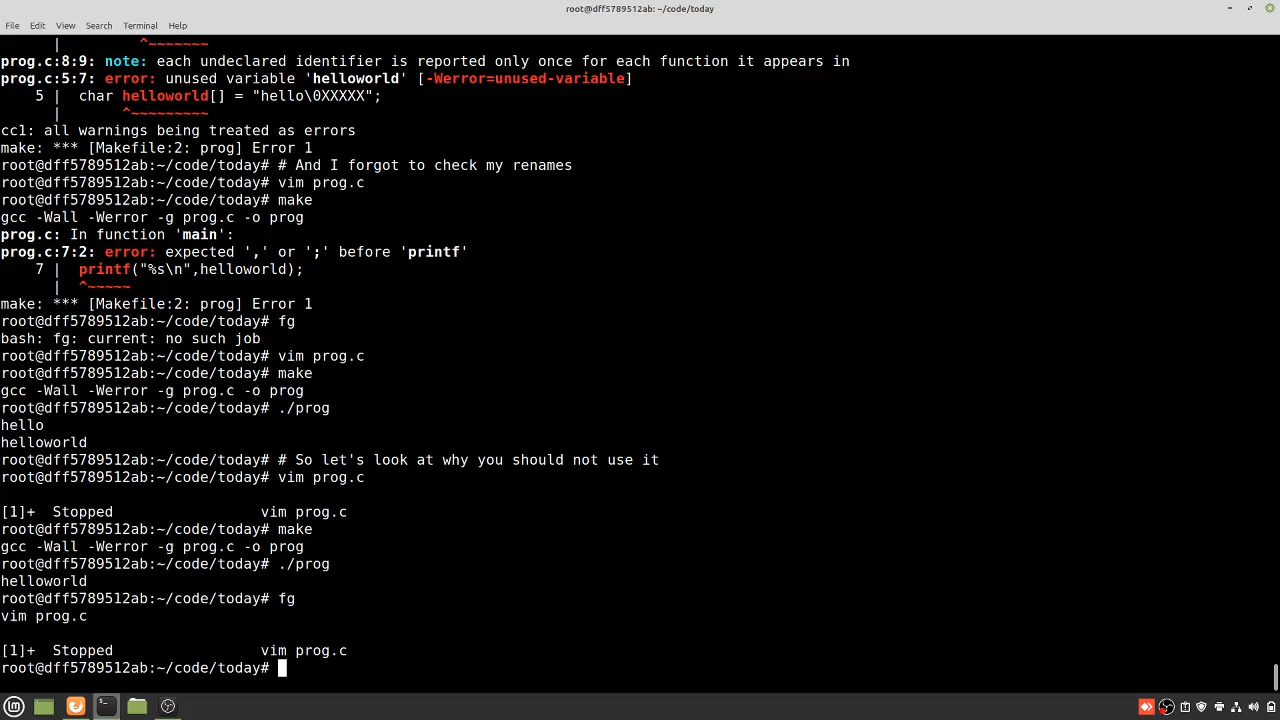 root@dff5789512ab: ~/code/today
File Edit View Search Terminal Help
| ^~~~~~~~
prog.c:8:9: note: each undeclared identifier is reported only once for each function it appears in
prog.c:5:7: error: unused variable 'helloworld' [-Werror=unused-variable]
5 | char helloworld[] = "hello\0XXXXX";
| ^~~~~~~~~~
cc1: all warnings being treated as errors
make: *** [Makefile:2: prog] Error 1
root@dff5789512ab:~/code/today# # And I forgot to check my renames
root@dff5789512ab:~/code/today# vim prog.c
root@dff5789512ab:~/code/today# make
gcc -Wall -Werror -g prog.c -o prog
prog.c: In function 'main':
prog.c:7:2: error: expected ',' or ';' before 'printf'
7 | printf("%s\n",helloworld);
| ^~~~~~
make: *** [Makefile:2: prog] Error 1
root@dff5789512ab:~/code/today# fg
bash: fg: current: no such job
root@dff5789512ab:~/code/today# vim prog.c
root@dff5789512ab:~/code/today# make
gcc -Wall -Werror -g prog.c -o prog
root@dff5789512ab:~/code/today# ./prog
hello
helloworld
root@dff5789512ab:~/code/today# # So let's look at why you should not use it
root@dff5789512ab:~/code/today# vim prog.c
[1]+ Stopped vim prog.c
root@dff5789512ab:~/code/today# make
gcc -Wall -Werror -g prog.c -o prog
root@dff5789512ab:~/code/today# ./prog
helloworld
root@dff5789512ab:~/code/today# fg
vim prog.c
[1]+ Stopped vim prog.c
root@dff5789512ab:~/code/today#